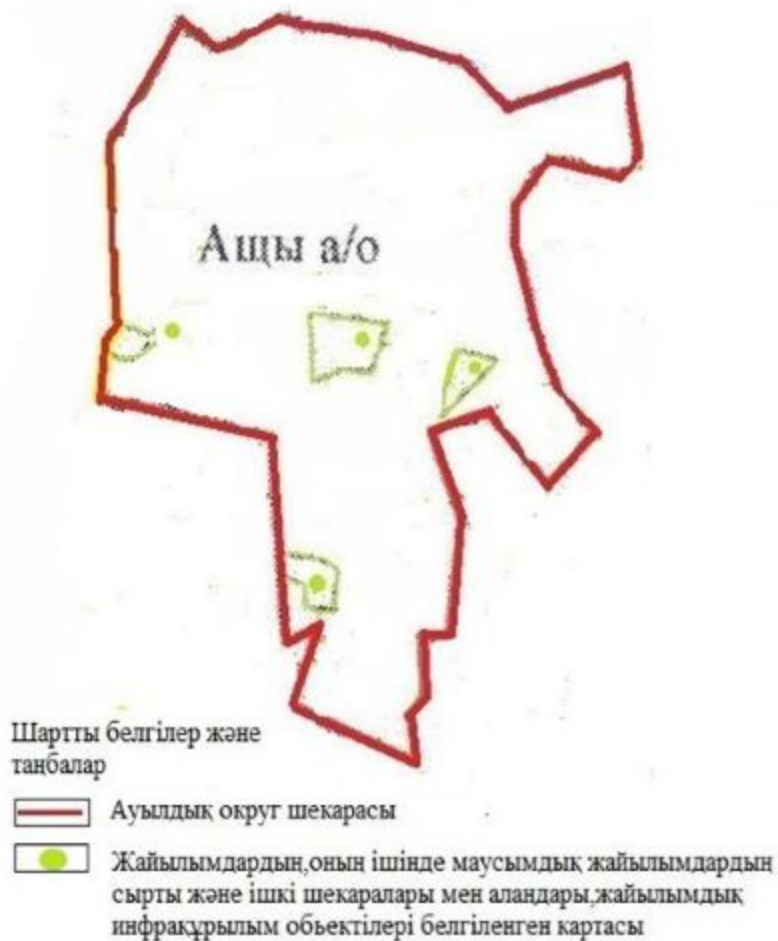 Ащы а/о
Шартты белгілер және
таңбалар
Ауылдық округ шекарасы
Жайылымдардың,оның ішінде маусымдық жайылымдардың
сырты және ішкі шекаралары мен алаңдары,жайылымдық
инфрақұрылым обьектілері белгіленген картасы